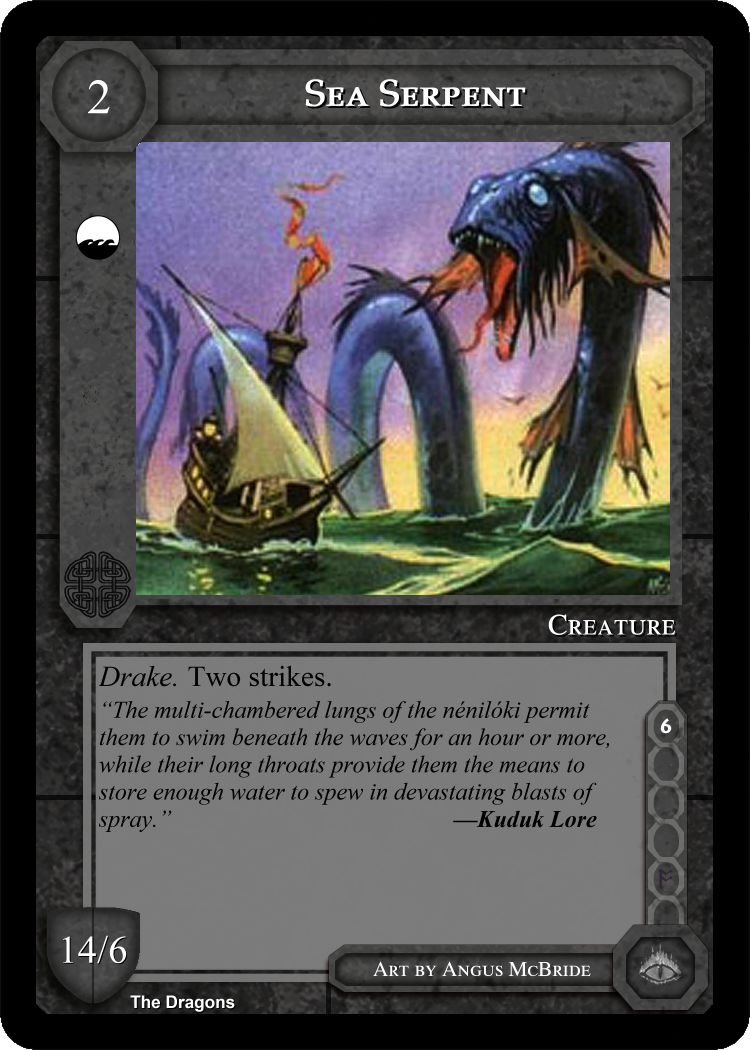 2
Sea Serpent
Creature
Drake. Two strikes.
“The multi-chambered lungs of the nénilóki permit
them to swim beneath the waves for an hour or more,
while their long throats provide them the means to
store enough water to spew in devastating blasts of
spray.” —Kuduk Lore
6
14/6
Art by Angus McBride
The Dragons